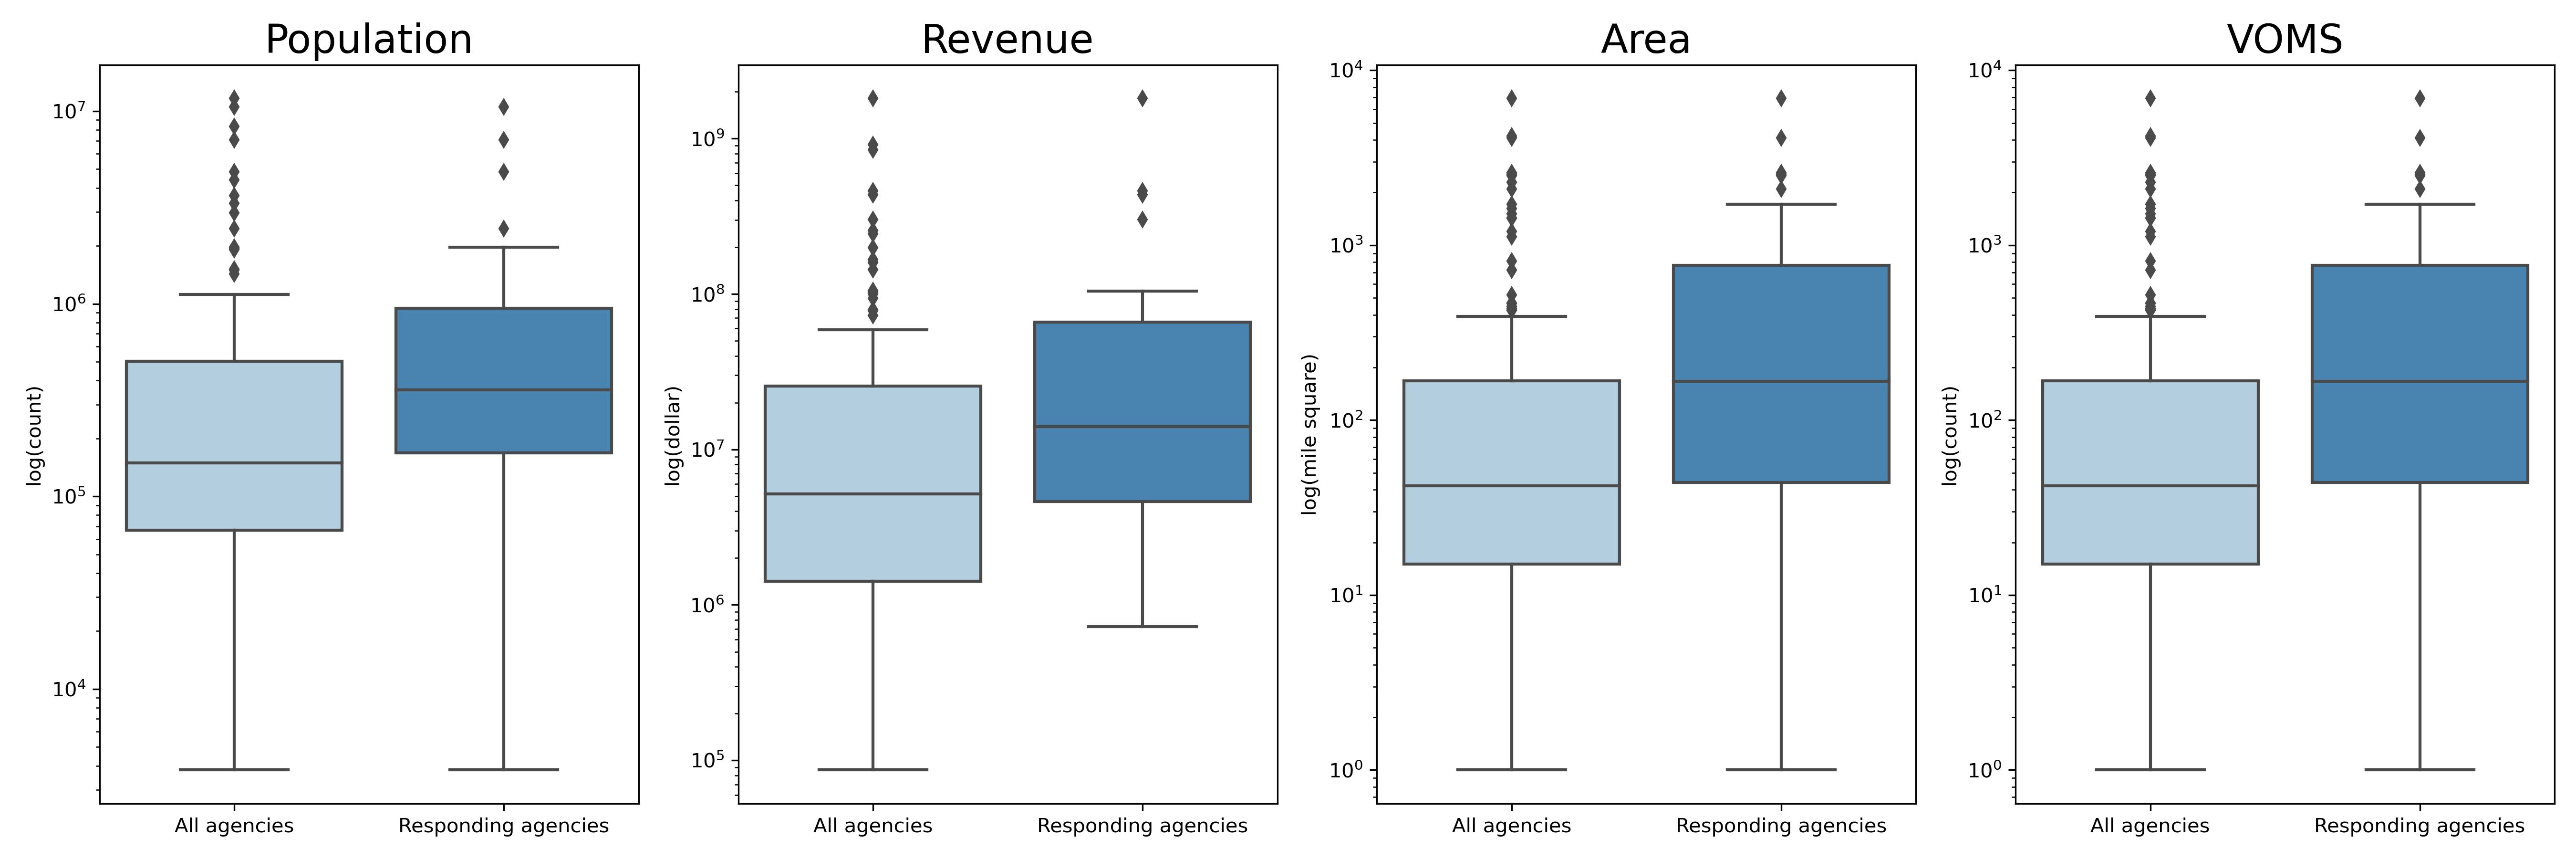 Population
Revenue
Area
VOMS
log(count)
10^7
10^6
10^5
10^4
All agencies
Responding agencies
log(dollar)
10^9
10^8
10^7
10^6
10^5
All agencies
Responding agencies
log(mile square)
10^4
10^3
10^2
10^1
10^0
All agencies
Responding agencies
log(count)
10^4
10^3
10^2
10^1
10^0
All agencies
Responding agencies